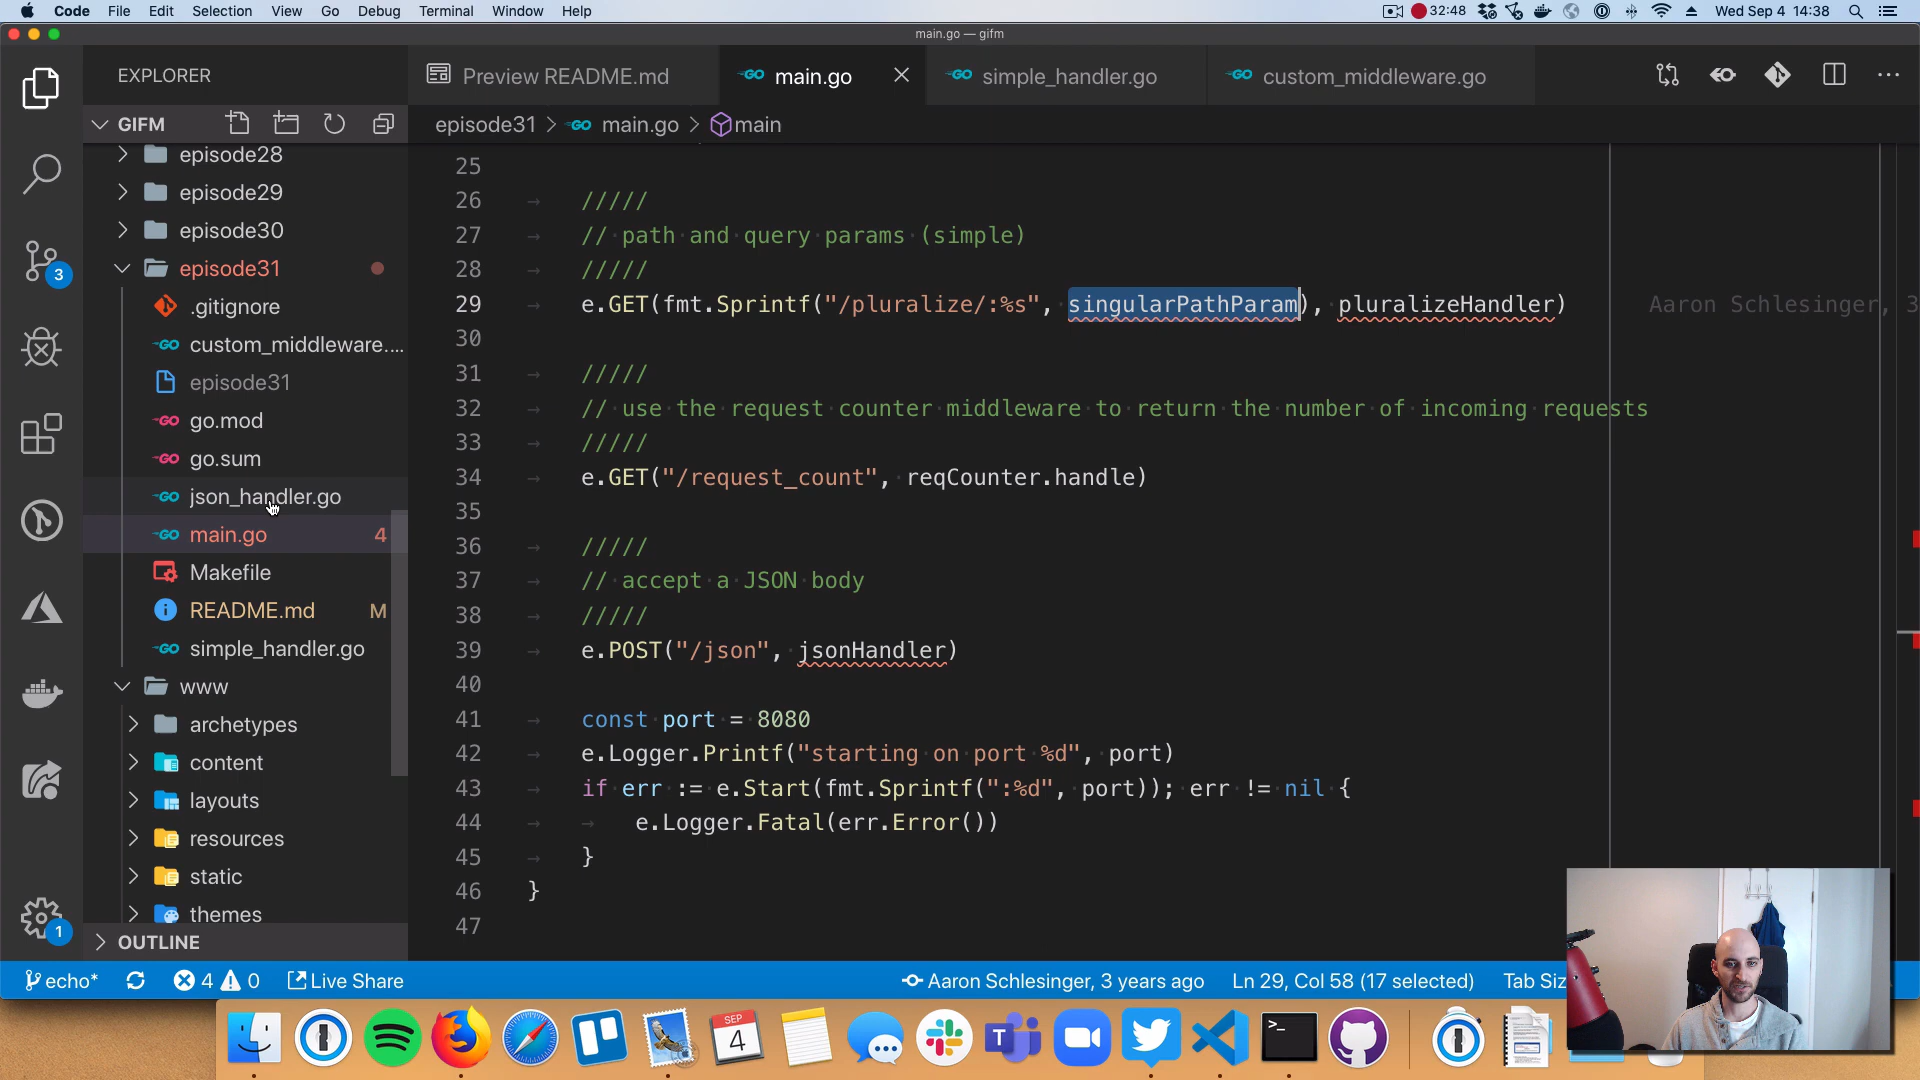 Code File Edit Selection View Go Debug Terminal Window Help
32:48
Wed Sep 4 14:38
main.go — gifm
EXPLORER
Preview README.md
main.go
simple_handler.go
custom_middleware.go
GIFM
episode31 > main.go > main
episode28
episode29
episode30
episode31
.gitignore
custom_middleware....
episode31
go.mod
go.sum
json_handler.go
main.go 4
Makefile
README.md M
simple_handler.go
www
archetypes
content
layouts
resources
static
themes
OUTLINE
3
1
25
26 /////
27 // path and query params (simple)
28 /////
29 e.GET(fmt.Sprintf("/pluralize/:%s", singularPathParam), pluralizeHandler) Aaron Schlesinger, 3
30
31 /////
32 // use the request counter middleware to return the number of incoming requests
33 /////
34 e.GET("/request_count", reqCounter.handle)
35
36 /////
37 // accept a JSON body
38 /////
39 e.POST("/json", jsonHandler)
40
41 const port = 8080
42 e.Logger.Printf("starting on port %d", port)
43 if err := e.Start(fmt.Sprintf(":%d", port)); err != nil {
44 e.Logger.Fatal(err.Error())
45 }
46 }
47
echo* 4 0 Live Share Aaron Schlesinger, 3 years ago Ln 29, Col 58 (17 selected) Tab Siz
SEP
4